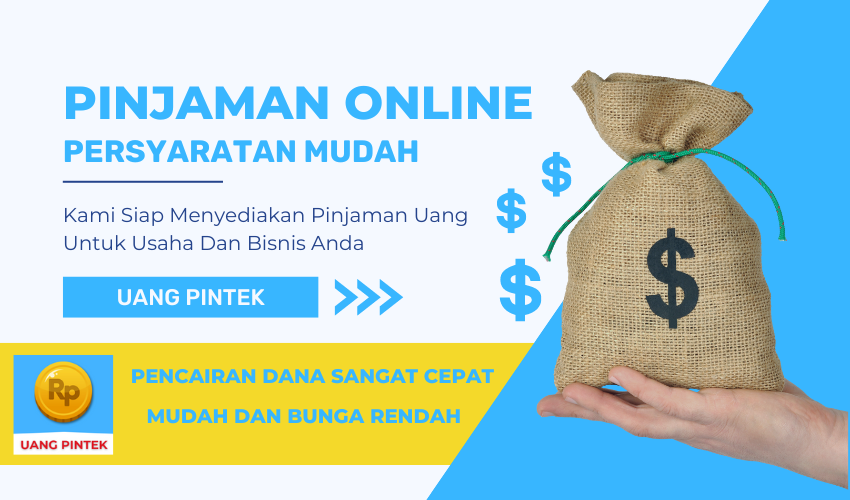 PINJAMAN ONLINE
PERSYARATAN MUDAH
Kami Siap Menyediakan Pinjaman Uang
Untuk Usaha Dan Bisnis Anda
UANG PINTEK
$
$
$
$
Rp
UANG PINTEK
PENCAIRAN DANA SANGAT CEPAT
MUDAH DAN BUNGA RENDAH